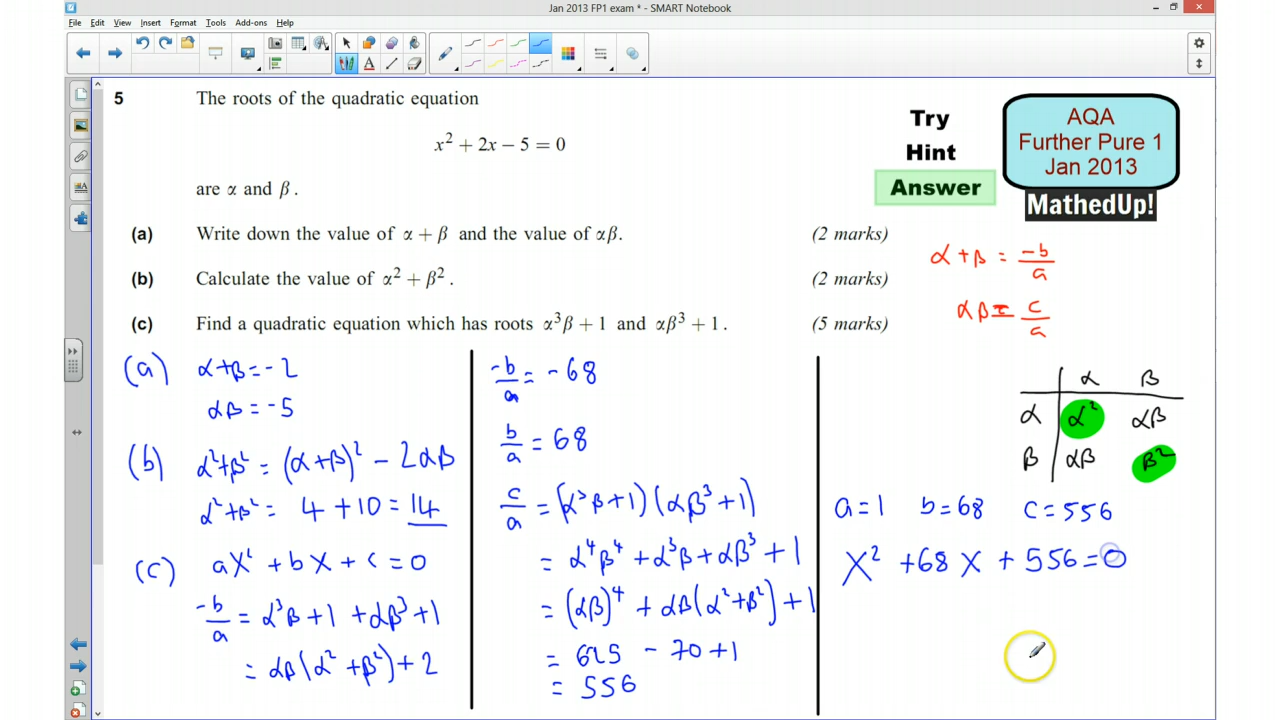 Jan 2013 FP1 exam * - SMART Notebook
File Edit View Insert Format Tools Add-ons Help
5 The roots of the quadratic equation
x² + 2x − 5 = 0
are α and β.
(a) Write down the value of α + β and the value of αβ. (2 marks)
(b) Calculate the value of α² + β². (2 marks)
(c) Find a quadratic equation which has roots α³β + 1 and αβ³ + 1. (5 marks)
Try
Hint
Answer
AQA
Further Pure 1
Jan 2013
MathedUp!
α + β = -b/a
αβ = c/a
(a) α+β = -2
αβ = -5
(b) α²+β² = (α+β)² - 2αβ
α²+β² = 4 + 10 = 14
(c) aX² + bX + c = 0
-b/a = α³β+1 + αβ³+1
= αβ(α²+β²)+2
-b/a = -68
b/a = 68
c/a = (α³β+1)(αβ³+1)
= α⁴β⁴ + α³β + αβ³ + 1
= (αβ)⁴ + αβ(α²+β²) + 1
= 625 - 70 + 1
= 556
α β
α α² αβ
β αβ β²
a=1 b=68 c=556
X² + 68X + 556 = 0